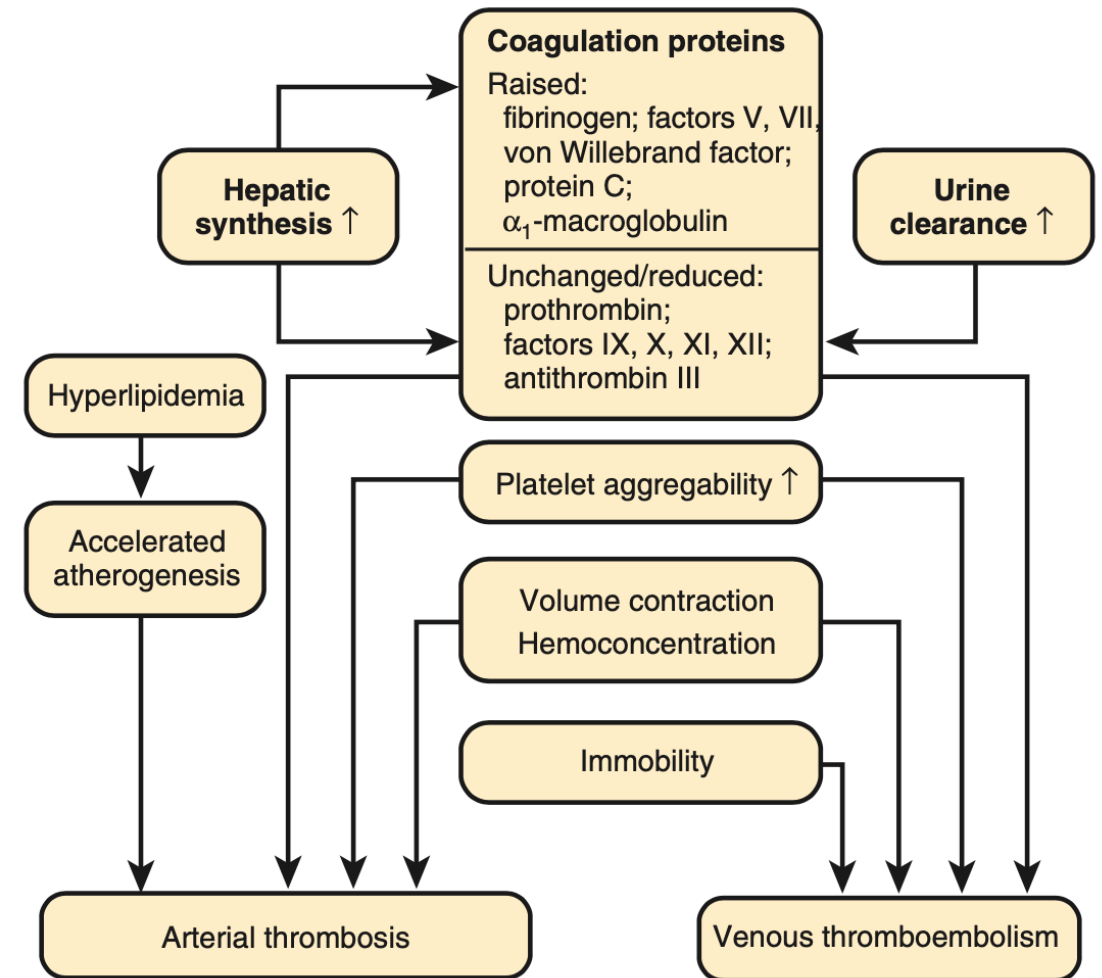 Coagulation proteins
Raised:
fibrinogen; factors V, VII,
von Willebrand factor;
protein C;
α₁-macroglobulin
Hepatic
synthesis ↑
Urine
clearance ↑
Unchanged/reduced:
prothrombin;
factors IX, X, XI, XII;
antithrombin III
Hyperlipidemia
Platelet aggregability ↑
Accelerated
atherogenesis
Volume contraction
Hemoconcentration
Immobility
Arterial thrombosis
Venous thromboembolism